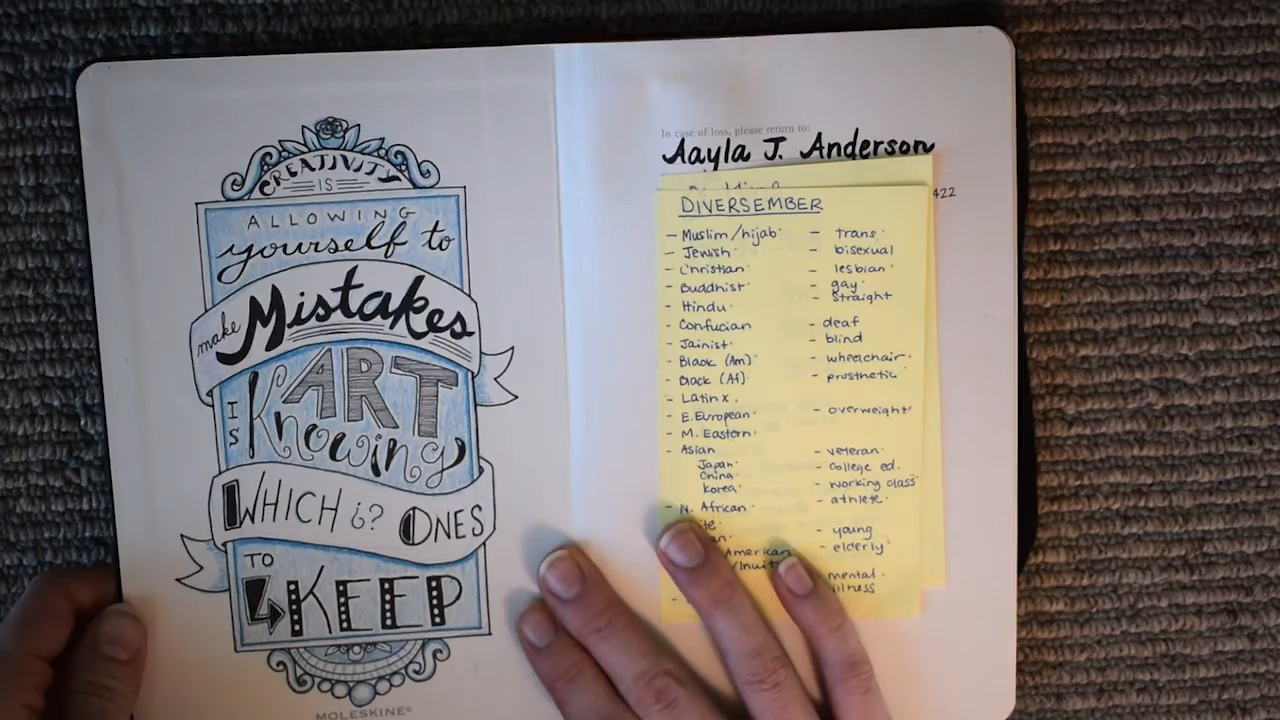 CREATIVITY
IS
ALLOWING
yourself to
make Mistakes
ART
IS Knowing
WHICH ¿? ONES
TO
KEEP
MOLESKINE®
In case of loss, please return to:
Aayla J. Anderson
422
DIVERSEMBER
- Muslim/hijab
- Jewish
- Christian
- Buddhist
- Hindu
- Confucian
- Jainist
- Black (Am)
- Black (Af)
- Latinx
- E. European
- M. Eastern
- Asian
Japan
China
Korea
- N. African
American
/Inuit
- trans
- bisexual
- lesbian
- gay
- straight
- deaf
- blind
- wheelchair
- prosthetic
- overweight
- veteran
- college ed.
- working class
- athlete
- young
- elderly
mental
illness